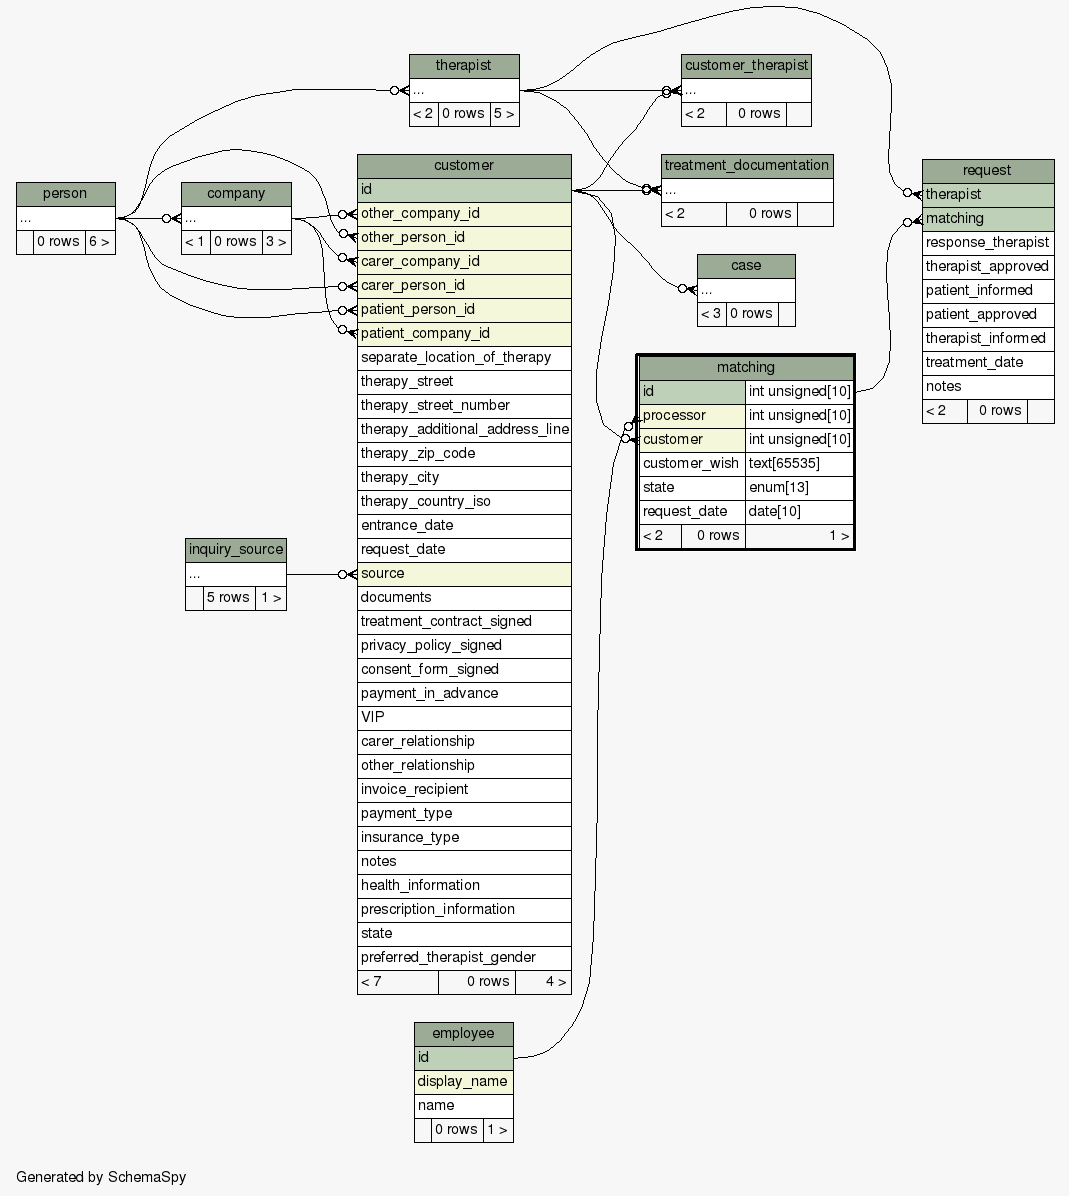 therapist
...
< 2 0 rows 5 >
customer_therapist
...
< 2 0 rows
customer
id
other_company_id
other_person_id
carer_company_id
carer_person_id
patient_person_id
patient_company_id
separate_location_of_therapy
therapy_street
therapy_street_number
therapy_additional_address_line
therapy_zip_code
therapy_city
therapy_country_iso
entrance_date
request_date
source
documents
treatment_contract_signed
privacy_policy_signed
consent_form_signed
payment_in_advance
VIP
carer_relationship
other_relationship
invoice_recipient
payment_type
insurance_type
notes
health_information
prescription_information
state
preferred_therapist_gender
< 7 0 rows 4 >
treatment_documentation
...
< 2 0 rows
request
therapist
matching
response_therapist
therapist_approved
patient_informed
patient_approved
therapist_informed
treatment_date
notes
< 2 0 rows
person
...
0 rows 6 >
company
...
< 1 0 rows 3 >
case
...
< 3 0 rows
matching
id int unsigned[10]
processor int unsigned[10]
customer int unsigned[10]
customer_wish text[65535]
state enum[13]
request_date date[10]
< 2 0 rows 1 >
inquiry_source
...
5 rows 1 >
employee
id
display_name
name
0 rows 1 >
Generated by SchemaSpy